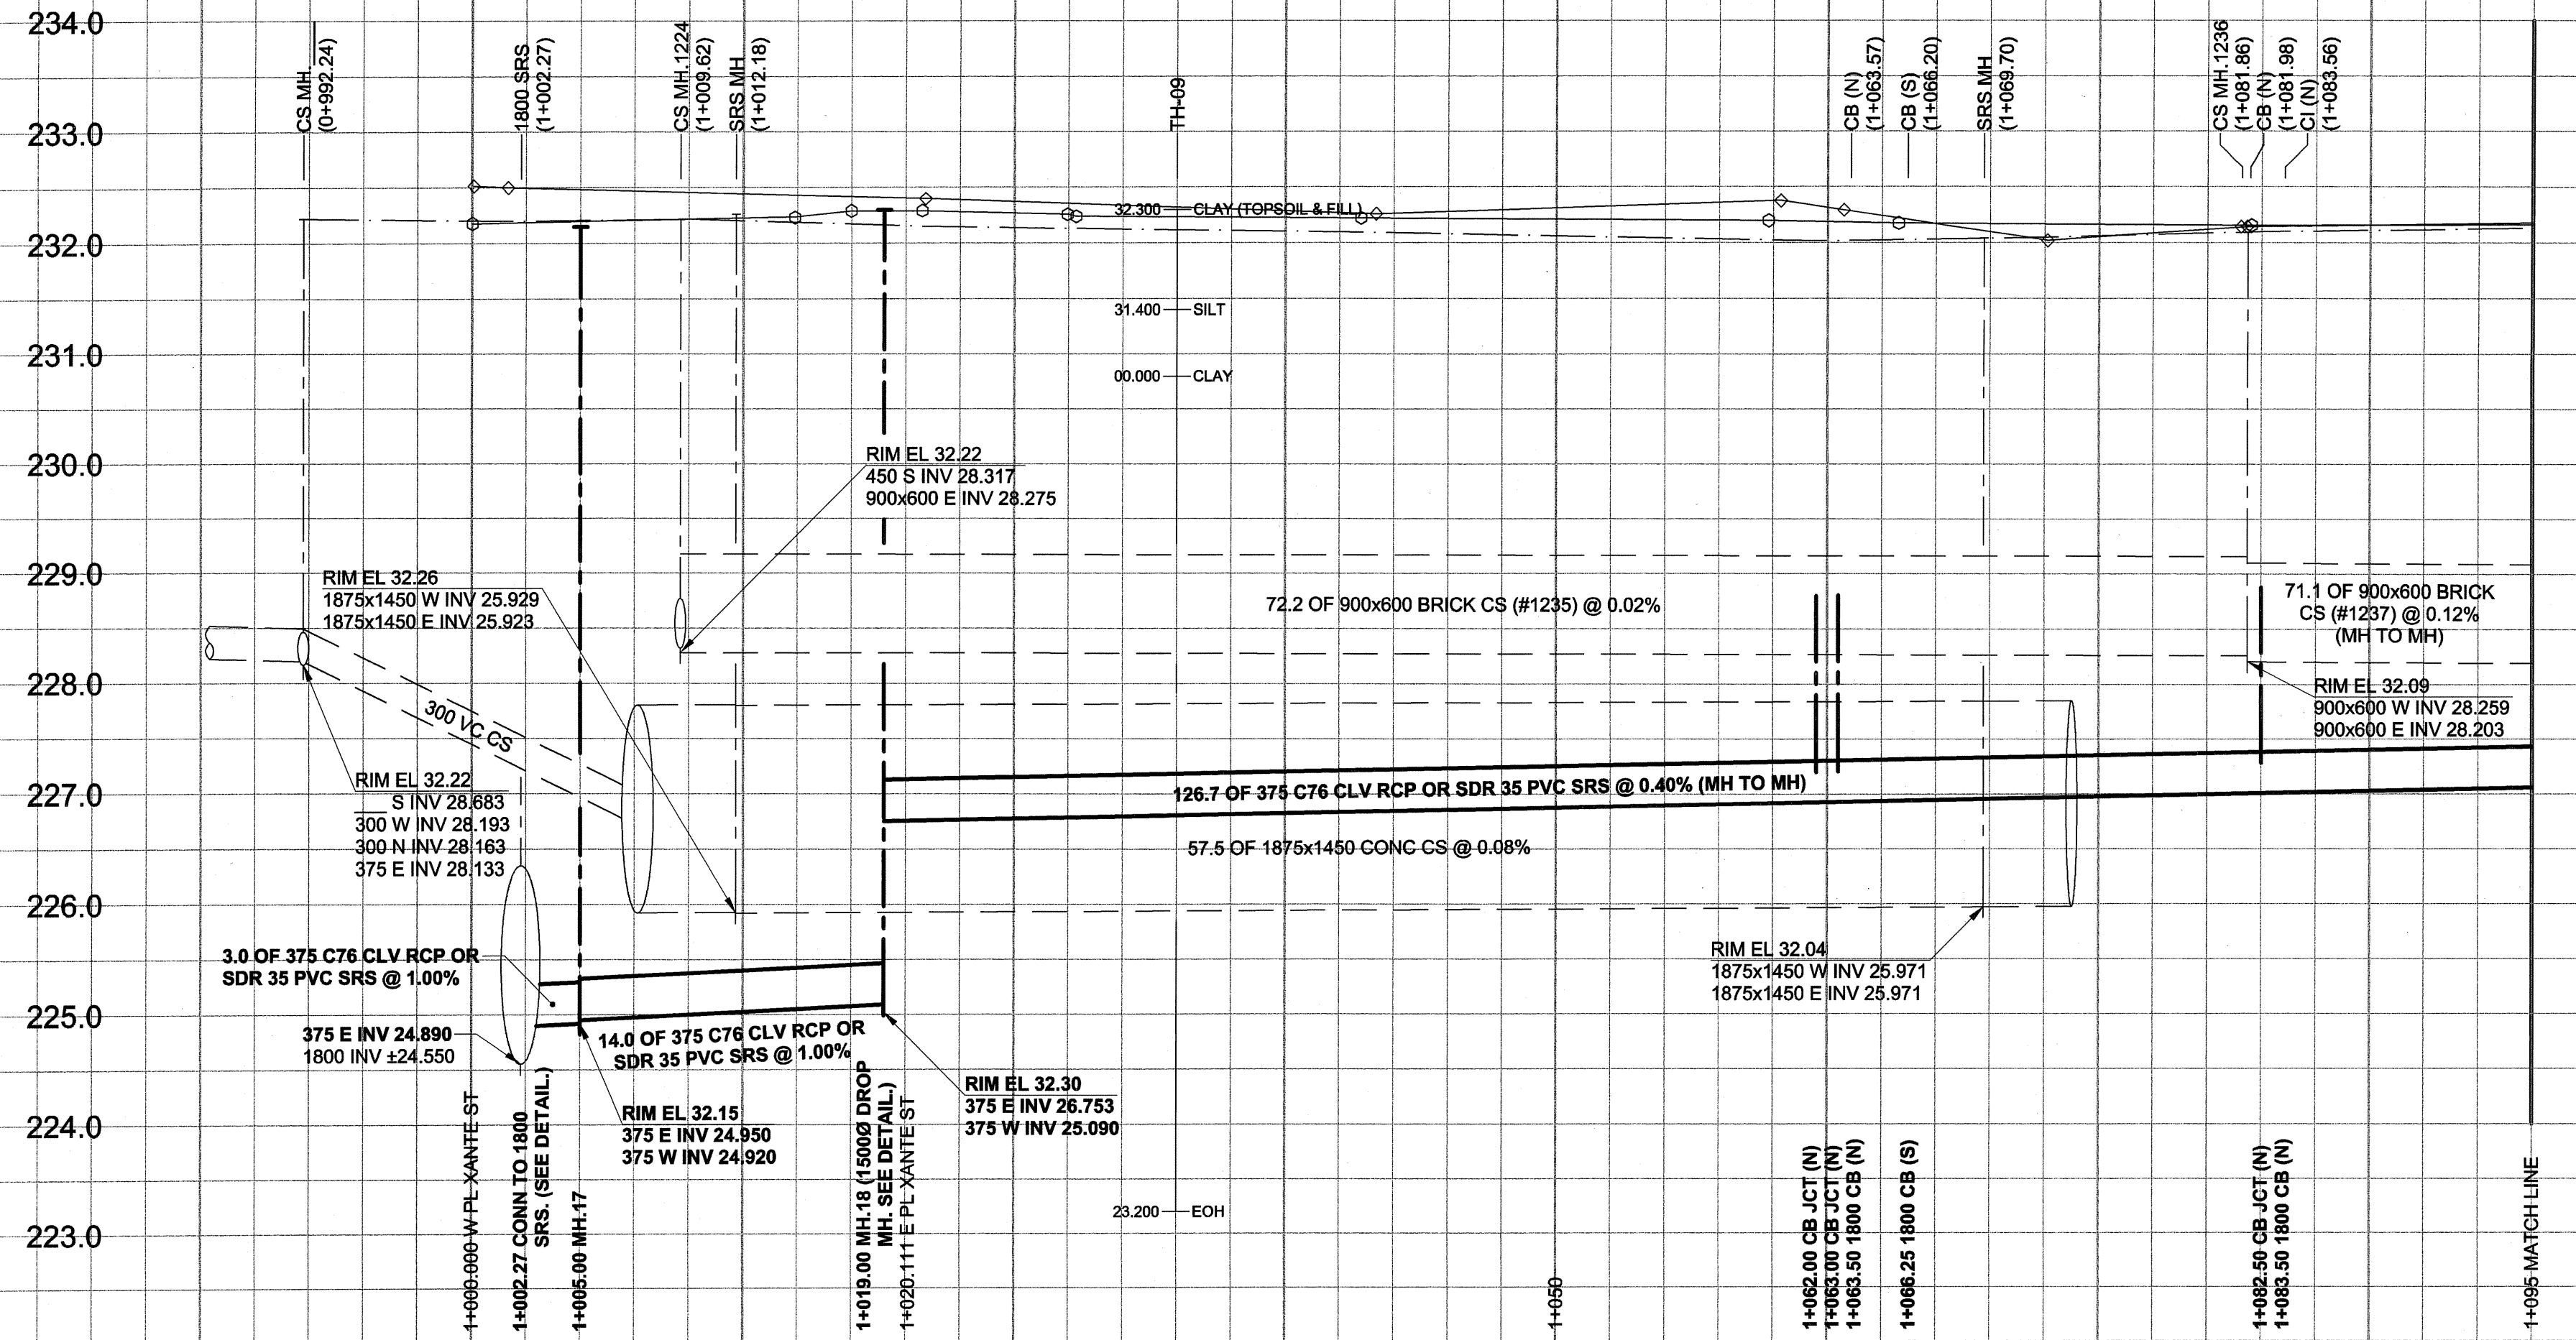 234.0
233.0
232.0
231.0
230.0
229.0
228.0
227.0
226.0
225.0
224.0
223.0
CS MH.
(0+992.24)
1800 SRS
(1+002.27)
CS MH.1224
(1+009.62)
SRS MH
(1+012.18)
TH-09
CB (N)
(1+063.57)
CB (S)
(1+066.20)
SRS MH
(1+069.70)
CS MH.1236
(1+081.86)
CB (N)
(1+081.98)
CI (N)
(1+083.56)
32.300 CLAY (TOPSOIL & FILL)
31.400 SILT
00.000 CLAY
RIM EL 32.22
450 S INV 28.317
900x600 E INV 28.275
RIM EL 32.26
1875x1450 W INV 25.929
1875x1450 E INV 25.923
72.2 OF 900x600 BRICK CS (#1235) @ 0.02%
71.1 OF 900x600 BRICK
CS (#1237) @ 0.12%
(MH TO MH)
RIM EL 32.09
900x600 W INV 28.259
900x600 E INV 28.203
300 VC CS
RIM EL 32.22
S INV 28.683
300 W INV 28.193
300 N INV 28.163
375 E INV 28.133
126.7 OF 375 C76 CLV RCP OR SDR 35 PVC SRS @ 0.40% (MH TO MH)
57.5 OF 1875x1450 CONC CS @ 0.08%
RIM EL 32.04
1875x1450 W INV 25.971
1875x1450 E INV 25.971
3.0 OF 375 C76 CLV RCP OR
SDR 35 PVC SRS @ 1.00%
375 E INV 24.890
1800 INV ±24.550
14.0 OF 375 C76 CLV RCP OR
SDR 35 PVC SRS @ 1.00%
RIM EL 32.15
375 E INV 24.950
375 W INV 24.920
RIM EL 32.30
375 E INV 26.753
375 W INV 25.090
23.200 EOH
1+000.000 W PL XANTE ST
1+002.27 CONN TO 1800
SRS. (SEE DETAIL.)
1+005.00 MH.17
1+019.00 MH.18 (1500Ø DROP
MH. SEE DETAIL.)
1+020.111 E PL XANTE ST
1+050
1+062.00 CB JCT (N)
1+063.00 CB JCT (N)
1+063.50 1800 CB (N)
1+066.25 1800 CB (S)
1+082.50 CB JCT (N)
1+083.50 1800 CB (N)
1+095 MATCH LINE